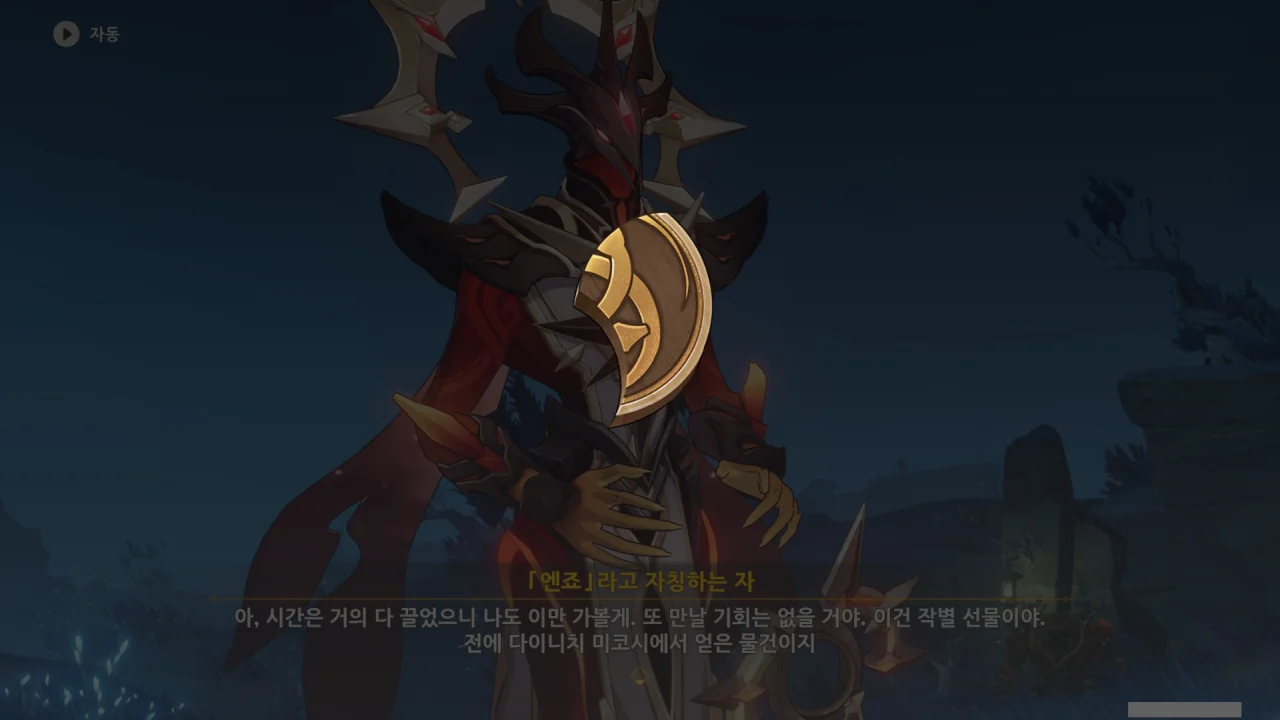 자동
「엔죠」라고 자칭하는 자
아, 시간은 거의 다 끌었으니 나도 이만 가볼게. 또 만날 기회는 없을 거야. 이건 작별 선물이야.
전에 다이니치 미코시에서 얻은 물건이지